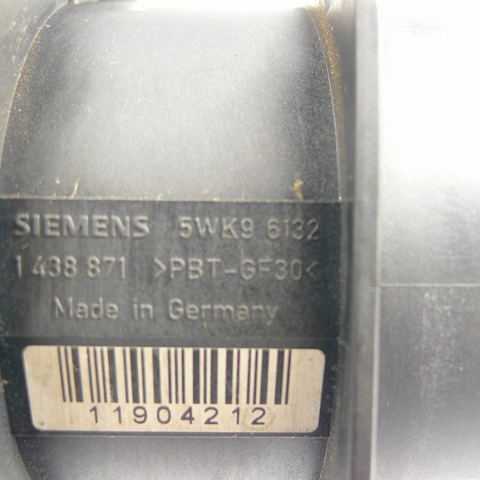 SIEMENS 5WK9 6132
1 438 871 >PBT-GF30<
Made in Germany
11904212